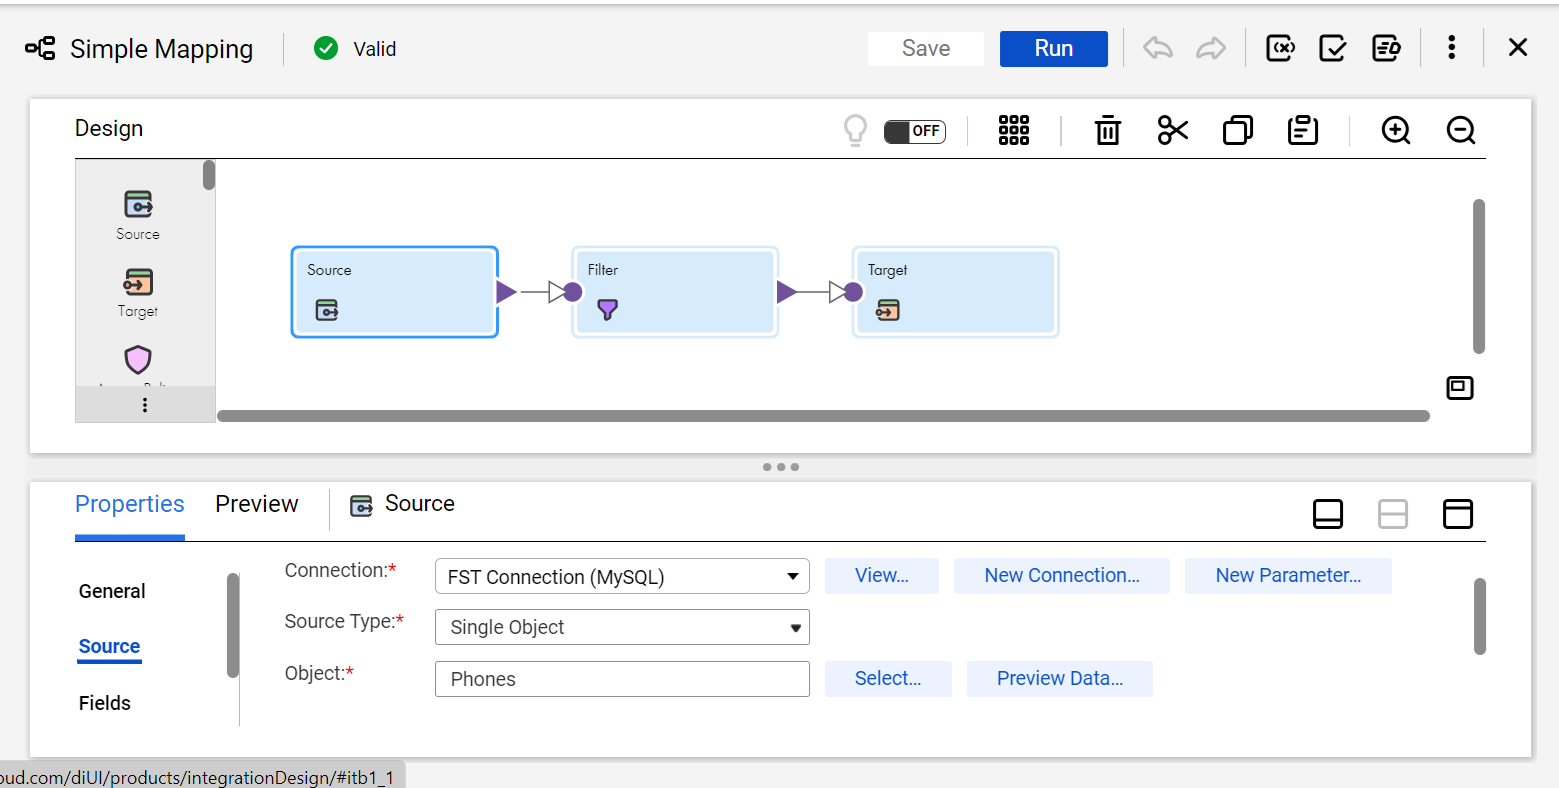 Simple Mapping
Valid
Save
Run
Design
OFF
Source
Target
Source
Filter
Target
Properties
Preview
Source
General
Source
Fields
Connection:*
FST Connection (MySQL)
View...
New Connection...
New Parameter...
Source Type:*
Single Object
Object:*
Phones
Select...
Preview Data...
oud.com/diUI/products/integrationDesign/#itb1_1